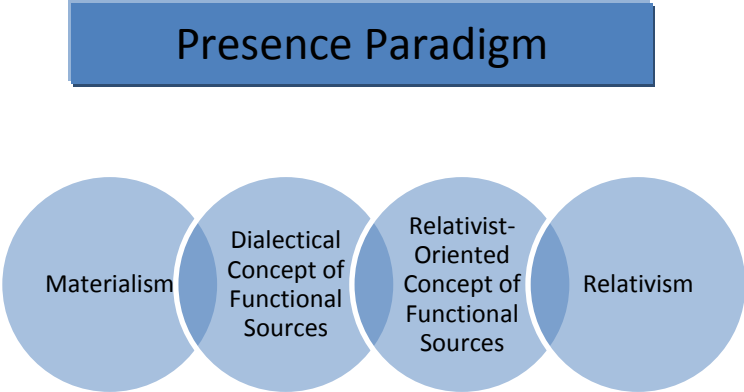 Presence Paradigm
Materialism
Dialectical
Concept of
Functional
Sources
Relativist-
Oriented
Concept of
Functional
Sources
Relativism